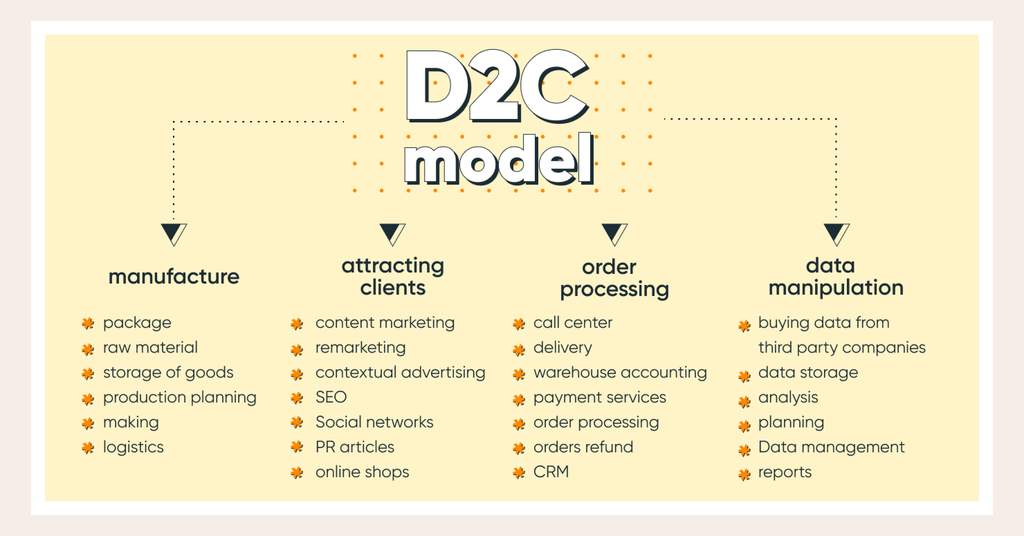 D2C
model
manufacture
package
raw material
storage of goods
production planning
making
logistics
attracting
clients
content marketing
remarketing
contextual advertising
SEO
Social networks
PR articles
online shops
order
processing
call center
delivery
warehouse accounting
payment services
order processing
orders refund
CRM
data
manipulation
buying data from
third party companies
data storage
analysis
planning
Data management
reports